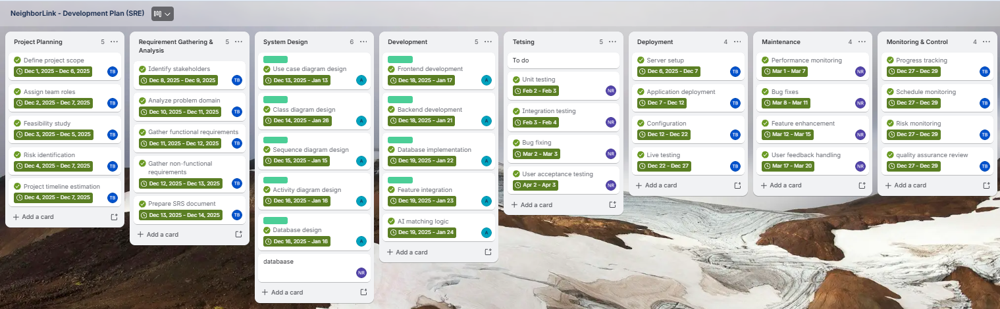 NeighborLink - Development Plan (SRE)
Project Planning 5
Define project scope
Dec 1, 2025 - Dec 6, 2025 TB
Assign team roles
Dec 2, 2025 - Dec 7, 2025 TB
Feasibility study
Dec 3, 2025 - Dec 5, 2025 TB
Risk identification
Dec 4, 2025 - Dec 7, 2025 TB
Project timeline estimation
Dec 4, 2025 - Dec 7, 2025 TB
Add a card
Requirement Gathering & 5
Analysis
Identify stakeholders
Dec 8, 2025 - Dec 9, 2025 TB
Analyze problem domain
Dec 10, 2025 - Dec 11, 2025 TB
Gather functional requirements
Dec 11, 2025 - Dec 12, 2025 TB
Gather non-functional
requirements
Dec 12, 2025 - Dec 13, 2025 TB
Prepare SRS document
Dec 13, 2025 - Dec 14, 2025 TB
Add a card
System Design 6
Use case diagram design
Dec 13, 2025 - Jan 13 A
Class diagram design
Dec 14, 2025 - Jan 26 A
Sequence diagram design
Dec 15, 2025 - Jan 15 A
Activity diagram design
Dec 16, 2025 - Jan 16 A
Database design
Dec 16, 2025 - Jan 16 A
databaase
NR
Add a card
Development 5
Frontend development
Dec 18, 2025 - Jan 17 A
Backend development
Dec 18, 2025 - Jan 21 A
Database implementation
Dec 19, 2025 - Jan 22 A
Feature integration
Dec 19, 2025 - Jan 23 A
AI matching logic
Dec 19, 2025 - Jan 24 A
Add a card
Tetsing 5
To do
Unit testing
Feb 2 - Feb 3 NR
Integration testing
Feb 3 - Feb 4 NR
Bug fixing
Mar 2 - Mar 3 NR
User acceptance testing
Apr 2 - Apr 3 NR
Add a card
Deployment 4
Server setup
Dec 6, 2025 - Dec 7 TB
Application deployment
Dec 7 - Dec 12 TB
Configuration
Dec 12 - Dec 22 TB
Live testing
Dec 22 - Dec 27 TB
Add a card
Maintenance 4
Performance monitoring
Mar 1 - Mar 7 NR
Bug fixes
Mar 8 - Mar 11 NR
Feature enhancement
Mar 12 - Mar 15 NR
User feedback handling
Mar 17 - Mar 20 NR
Add a card
Monitoring & Control 4
Progress tracking
Dec 27 - Dec 29 TB
Schedule monitoring
Dec 27 - Dec 29 TB
Risk monitoring
Dec 27 - Dec 29 TB
quality assurance review
Dec 27 - Dec 29 TB
Add a card